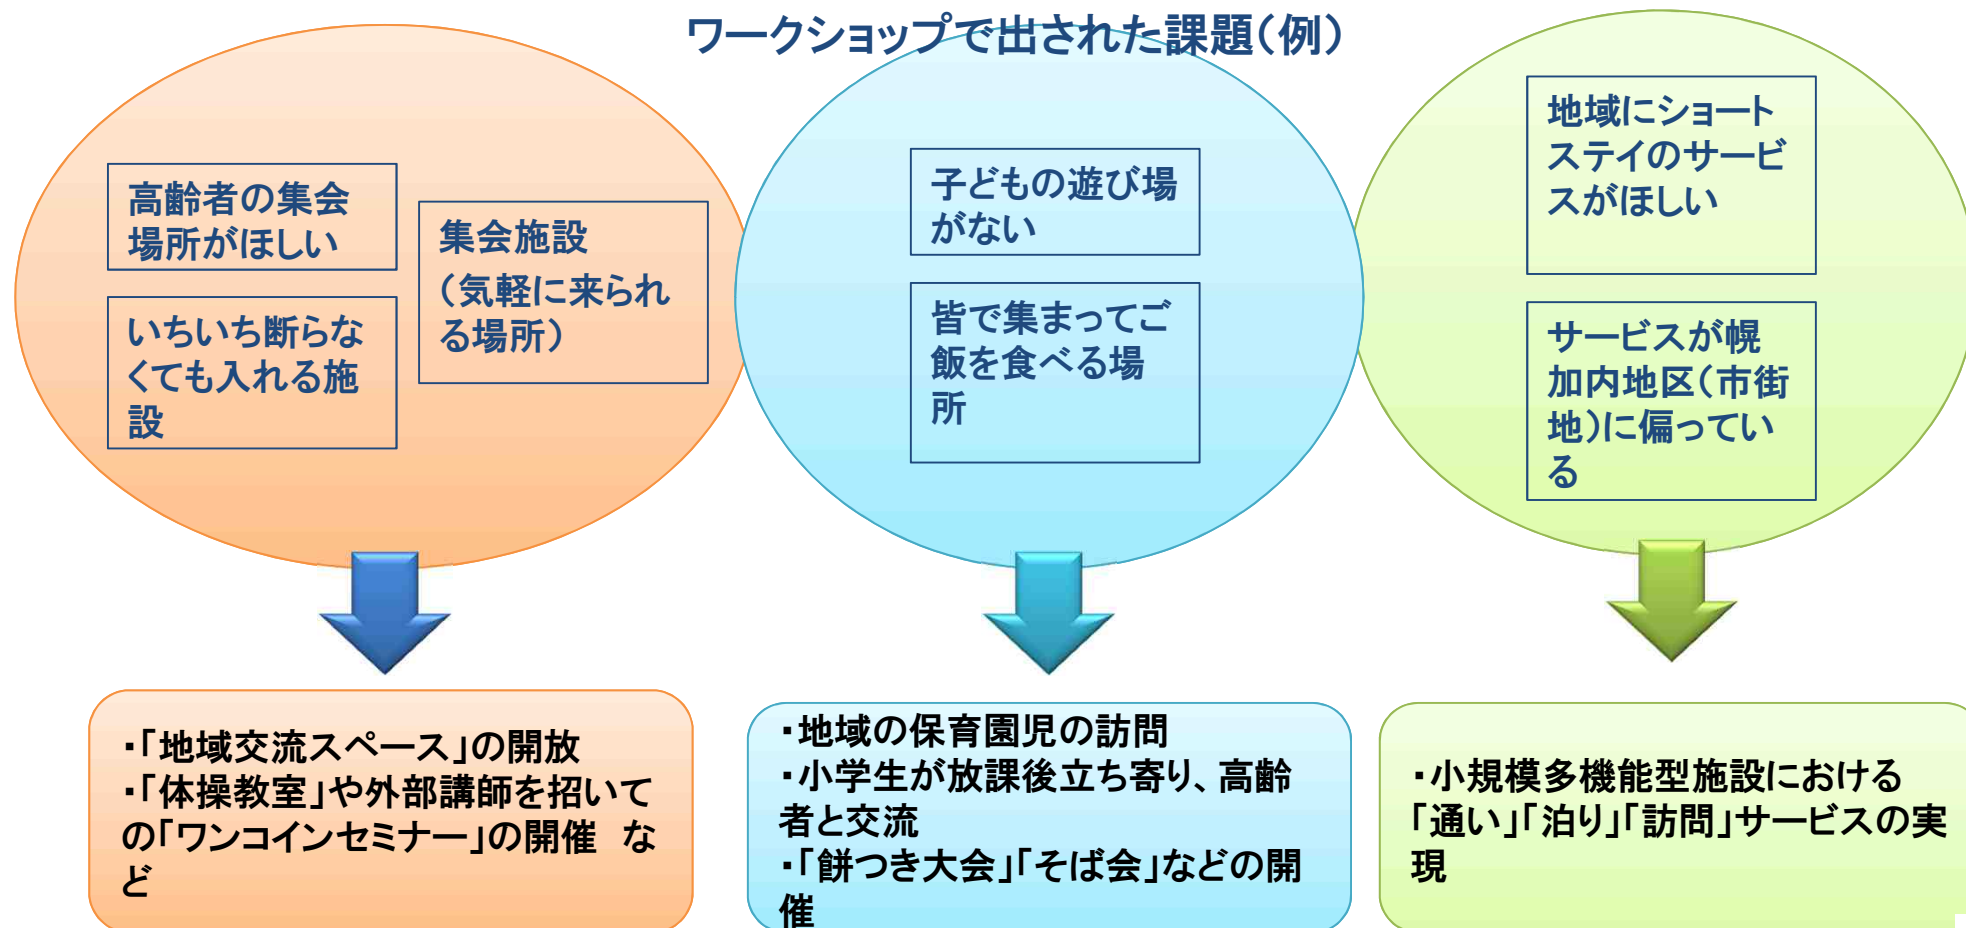 ワークショップで出された課題（例）
高齢者の集会
場所がほしい
いちいち断らな
くても入れる施
設
集会施設
（気軽に来られ
る場所）
子どもの遊び場
がない
皆で集まってご
飯を食べる場
所
地域にショート
ステイのサービ
スがほしい
サービスが幌
加内地区（市街
地）に偏ってい
る
・「地域交流スペース」の開放
・「体操教室」や外部講師を招いて
の「ワンコインセミナー」の開催　な
ど
・地域の保育園児の訪問
・小学生が放課後立ち寄り、高齢
者と交流
・「餅つき大会」「そば会」などの開
催
・小規模多機能型施設における
「通い」「泊り」「訪問」サービスの実
現